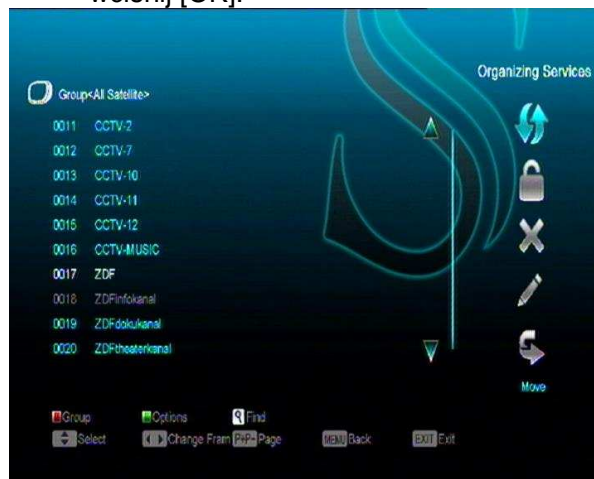 wciśnij [OK].
Organizing Services
Group<All Satellite>
0011 CCTV-2
0012 CCTV-7
0013 CCTV-10
0014 CCTV-11
0015 CCTV-12
0016 CCTV-MUSIC
0017 ZDF
0018 ZDFinfokanal
0019 ZDFdokukanal
0020 ZDFtheaterkanal
Move
Group Options Find
Select Change Fram P+P- Page MENU Back EXIT Exit